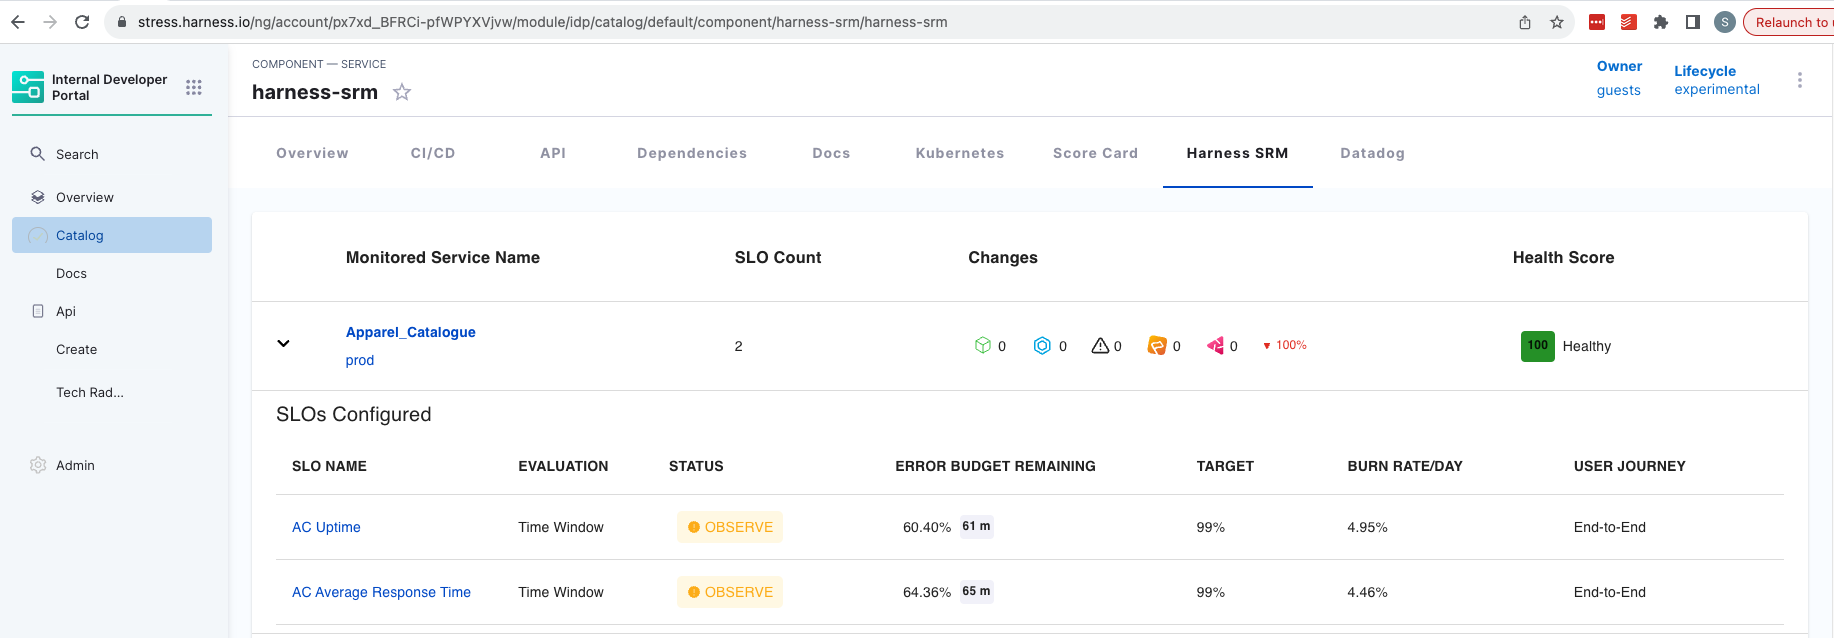 stress.harness.io/ng/account/px7xd_BFRCi-pfWPYXVjvw/module/idp/catalog/default/component/harness-srm/harness-srm
S
Relaunch to u
Internal Developer
Portal
Search
Overview
Catalog
Docs
Api
Create
Tech Rad...
Admin
COMPONENT — SERVICE
harness-srm
Owner
guests
Lifecycle
experimental
Overview CI/CD API Dependencies Docs Kubernetes Score Card Harness SRM Datadog
Monitored Service Name SLO Count Changes Health Score
Apparel_Catalogue
prod
2 0 0 0 0 0 ▼ 100% 100 Healthy
SLOs Configured
SLO NAME EVALUATION STATUS ERROR BUDGET REMAINING TARGET BURN RATE/DAY USER JOURNEY
AC Uptime Time Window OBSERVE 60.40% 61 m 99% 4.95% End-to-End
AC Average Response Time Time Window OBSERVE 64.36% 65 m 99% 4.46% End-to-End